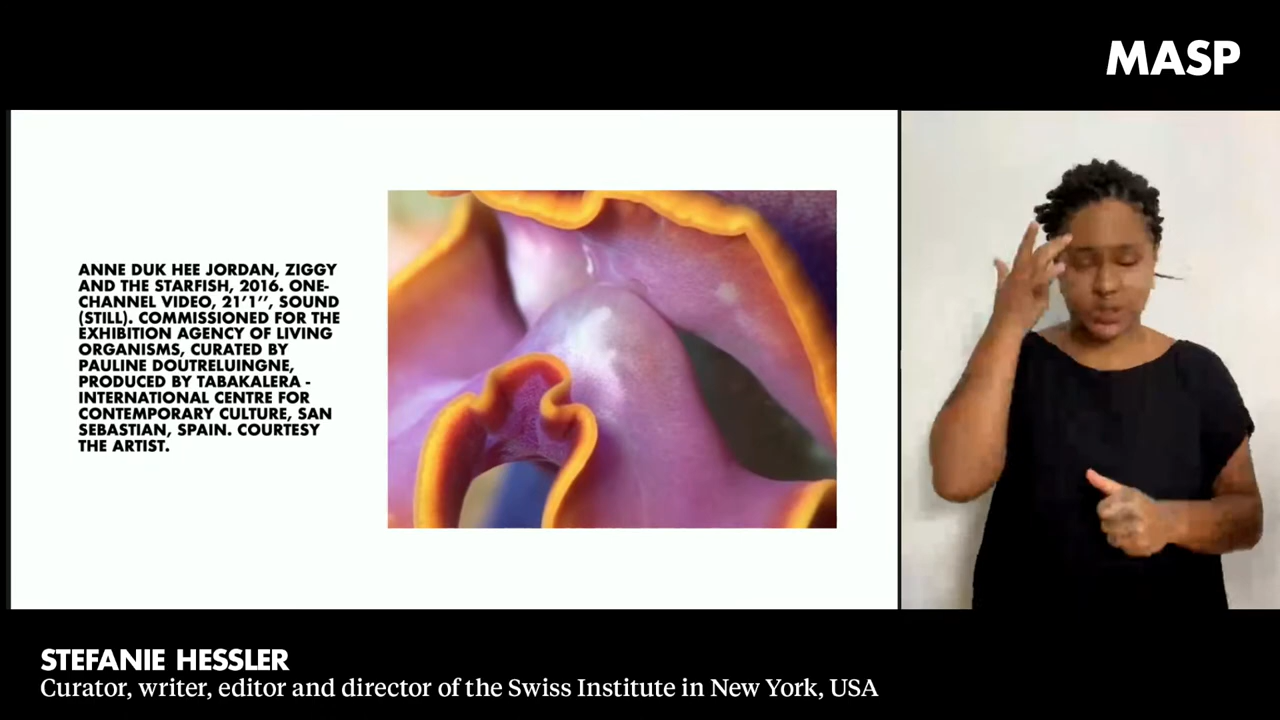 MASP
ANNE DUK HEE JORDAN, ZIGGY
AND THE STARFISH, 2016. ONE-
CHANNEL VIDEO, 21'1'', SOUND
(STILL). COMMISSIONED FOR THE
EXHIBITION AGENCY OF LIVING
ORGANISMS, CURATED BY
PAULINE DOUTRELUINGNE,
PRODUCED BY TABAKALERA -
INTERNATIONAL CENTRE FOR
CONTEMPORARY CULTURE, SAN
SEBASTIAN, SPAIN. COURTESY
THE ARTIST.
STEFANIE HESSLER
Curator, writer, editor and director of the Swiss Institute in New York, USA